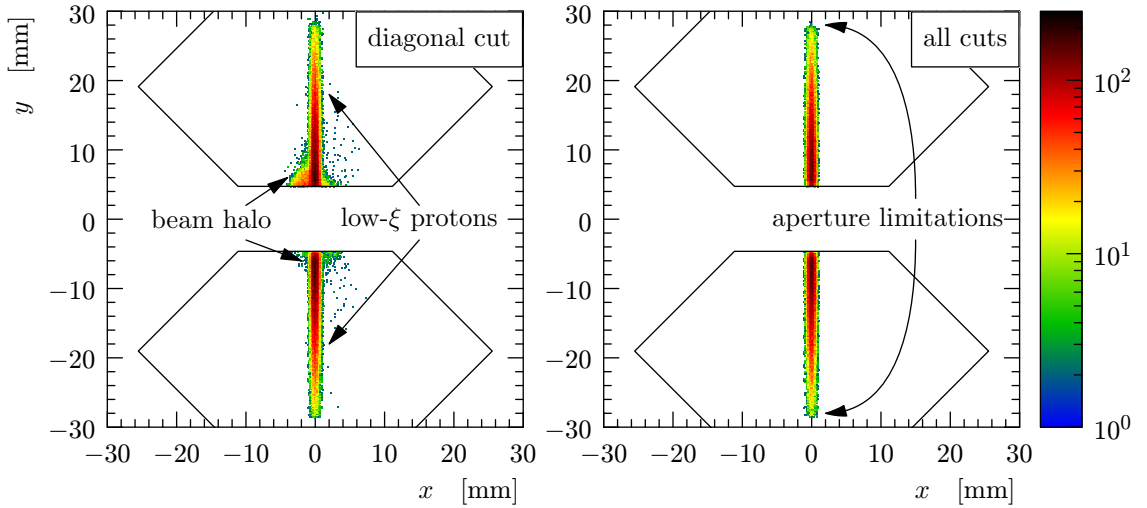 diagonal cut
all cuts
y [mm]
30
20
10
0
−10
−20
−30
beam halo
low-ξ protons
−30 −20 −10 0 10 20 30
x [mm]
30
20
10
0
−10
−20
−30
aperture limitations
−30 −20 −10 0 10 20 30
x [mm]
10²
10¹
10⁰